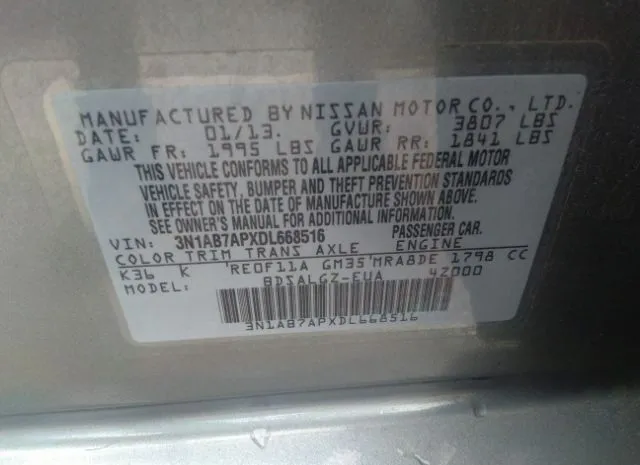 MANUFACTURED BY NISSAN MOTOR CO., LTD.
DATE: 01/13. GVWR: 3807 LBS
GAWR FR: 1995 LBS GAWR RR: 1841 LBS
THIS VEHICLE CONFORMS TO ALL APPLICABLE FEDERAL MOTOR
VEHICLE SAFETY, BUMPER AND THEFT PREVENTION STANDARDS
IN EFFECT ON THE DATE OF MANUFACTURE SHOWN ABOVE.
SEE OWNER'S MANUAL FOR ADDITIONAL INFORMATION.
VIN: 3N1AB7APXDL668516 PASSENGER CAR.
COLOR TRIM TRANS AXLE ENGINE
K36 K RE0F11A GM35 MRA8DE 1798 CC
MODEL: BDSALGZ-EUA 42000
3N1AB7APXDL668516